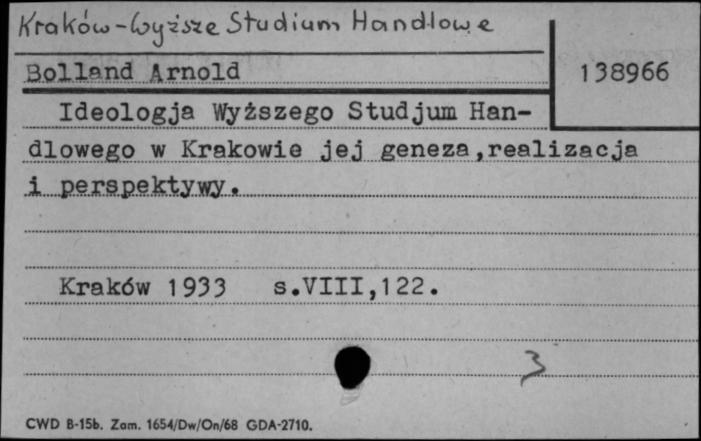 Kraków-Wyższe Studium Handlowe
Bolland Arnold
138966
Ideologja Wyższego Studjum Han-
dlowego w Krakowie jej geneza,realizacja
i perspektywy.
Kraków 1933 s.VIII,122.
3
CWD B-15b. Zam. 1654/Dw/On/68 GDA-2710.